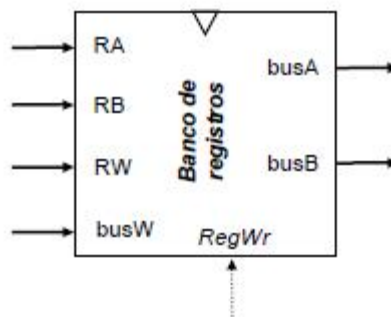 RA
RB
RW
busW
Banco de
registros
busA
busB
RegWr